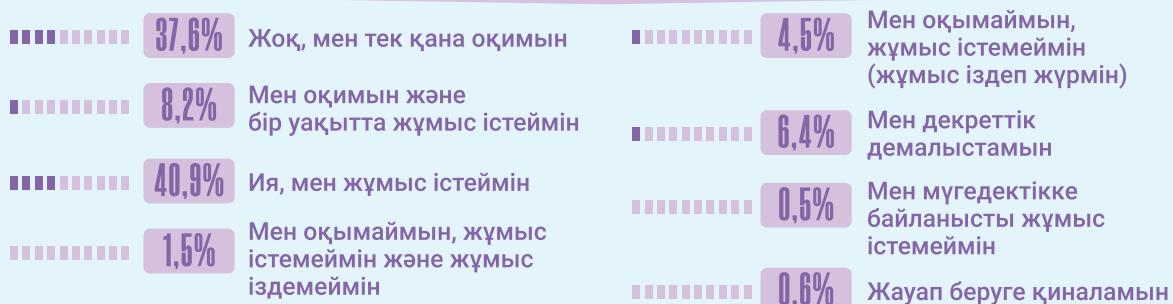 37,6%
Жоқ, мен тек қана оқимын
8,2%
Мен оқимын және
бір уақытта жұмыс істеймін
40,9%
Ия, мен жұмыс істеймін
1,5%
Мен оқымаймын, жұмыс
істемеймін және жұмыс
іздемеймін
4,5%
Мен оқымаймын,
жұмыс істемеймін
(жұмыс іздеп жүрмін)
6,4%
Мен декреттік
демалыстамын
0,5%
Мен мүгедектікке
байланысты жұмыс
істемеймін
0,6%
Жауап беруге қиналамын